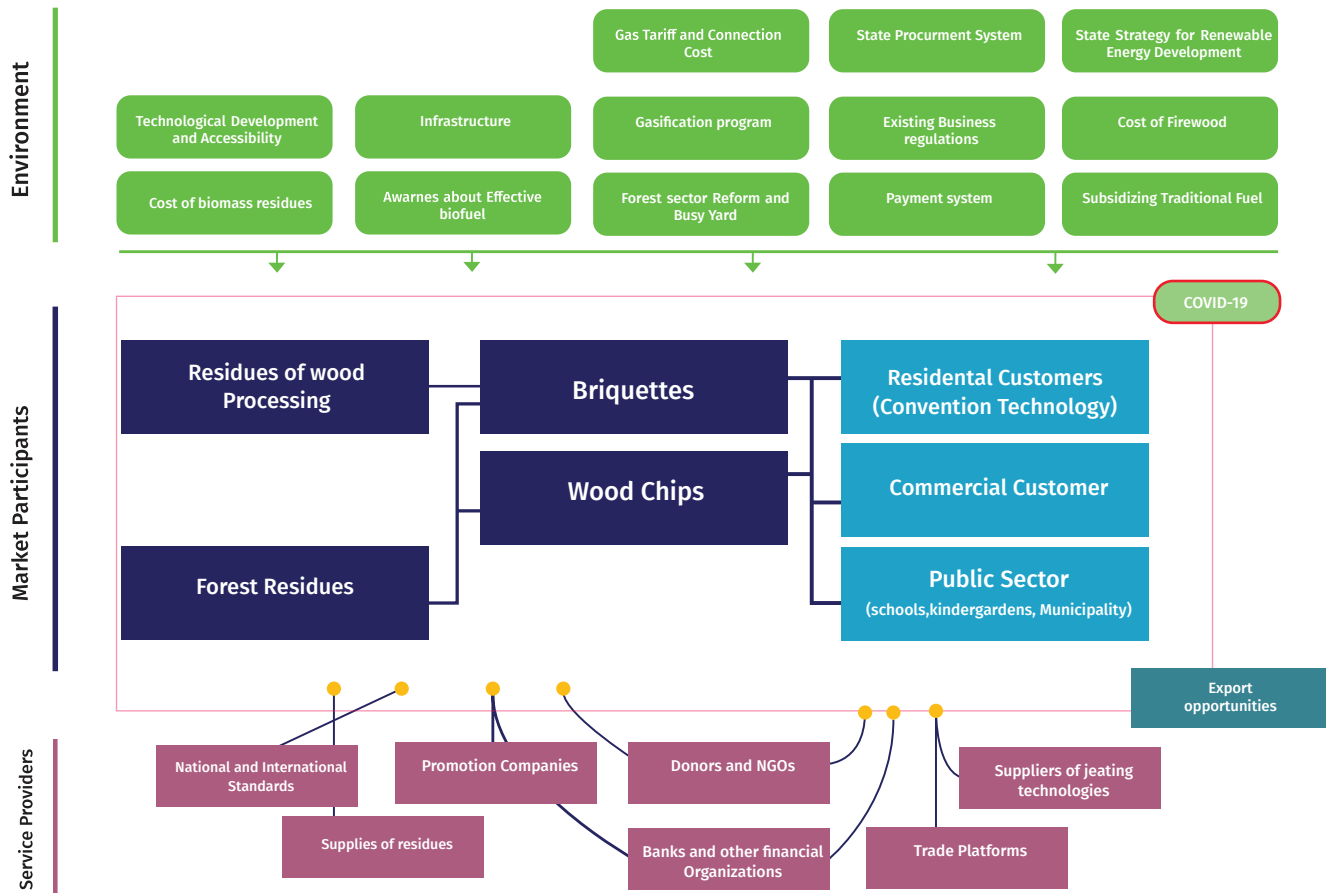 Environment
Gas Tariff and Connection
Cost
State Procurment System
State Strategy for Renewable
Energy Development
Technological Development
and Accessibility
Infrastructure
Gasification program
Existing Business
regulations
Cost of Firewood
Cost of biomass residues
Awarnes about Effective
biofuel
Forest sector Reform and
Busy Yard
Payment system
Subsidizing Traditional Fuel
COVID-19
Market Participants
Residues of wood
Processing
Briquettes
Residental Customers
(Convention Technology)
Wood Chips
Commercial Customer
Forest Residues
Public Sector
(schools,kindergardens, Municipality)
Export
opportunities
Service Providers
National and International
Standards
Promotion Companies
Donors and NGOs
Suppliers of jeating
technologies
Supplies of residues
Banks and other financial
Organizations
Trade Platforms